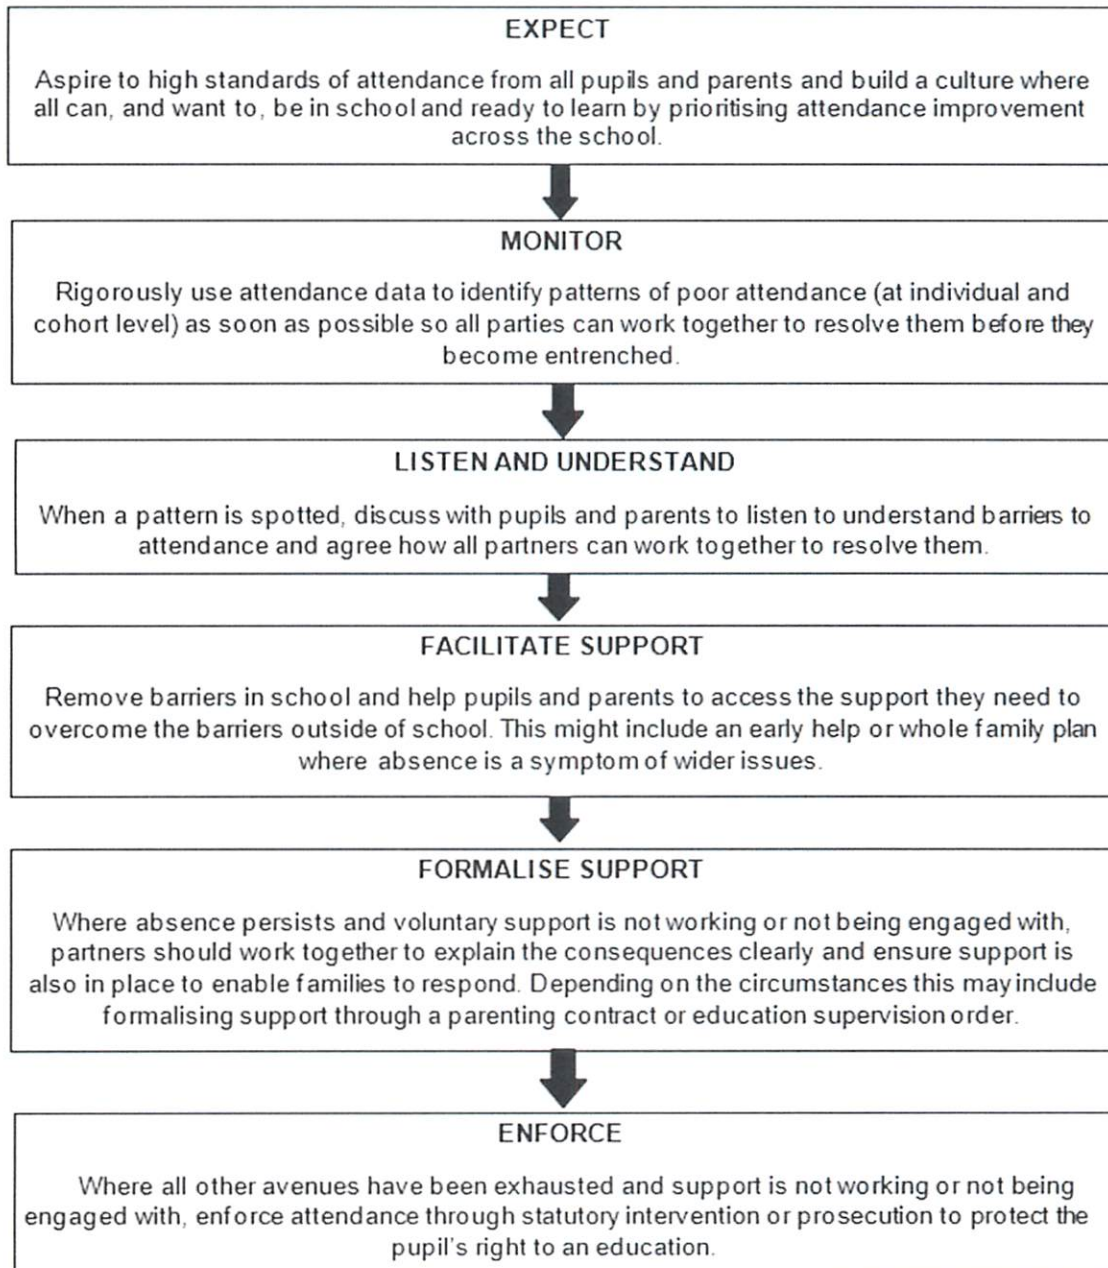 EXPECT
Aspire to high standards of attendance from all pupils and parents and build a culture where
all can, and want to, be in school and ready to learn by prioritising attendance improvement
across the school.
MONITOR
Rigorously use attendance data to identify patterns of poor attendance (at individual and
cohort level) as soon as possible so all parties can work together to resolve them before they
become entrenched.
LISTEN AND UNDERSTAND
When a pattern is spotted, discuss with pupils and parents to listen to understand barriers to
attendance and agree how all partners can work together to resolve them.
FACILITATE SUPPORT
Remove barriers in school and help pupils and parents to access the support they need to
overcome the barriers outside of school. This might include an early help or whole family plan
where absence is a symptom of wider issues.
FORMALISE SUPPORT
Where absence persists and voluntary support is not working or not being engaged with,
partners should work together to explain the consequences clearly and ensure support is
also in place to enable families to respond. Depending on the circumstances this may include
formalising support through a parenting contract or education supervision order.
ENFORCE
Where all other avenues have been exhausted and support is not working or not being
engaged with, enforce attendance through statutory intervention or prosecution to protect the
pupil's right to an education.